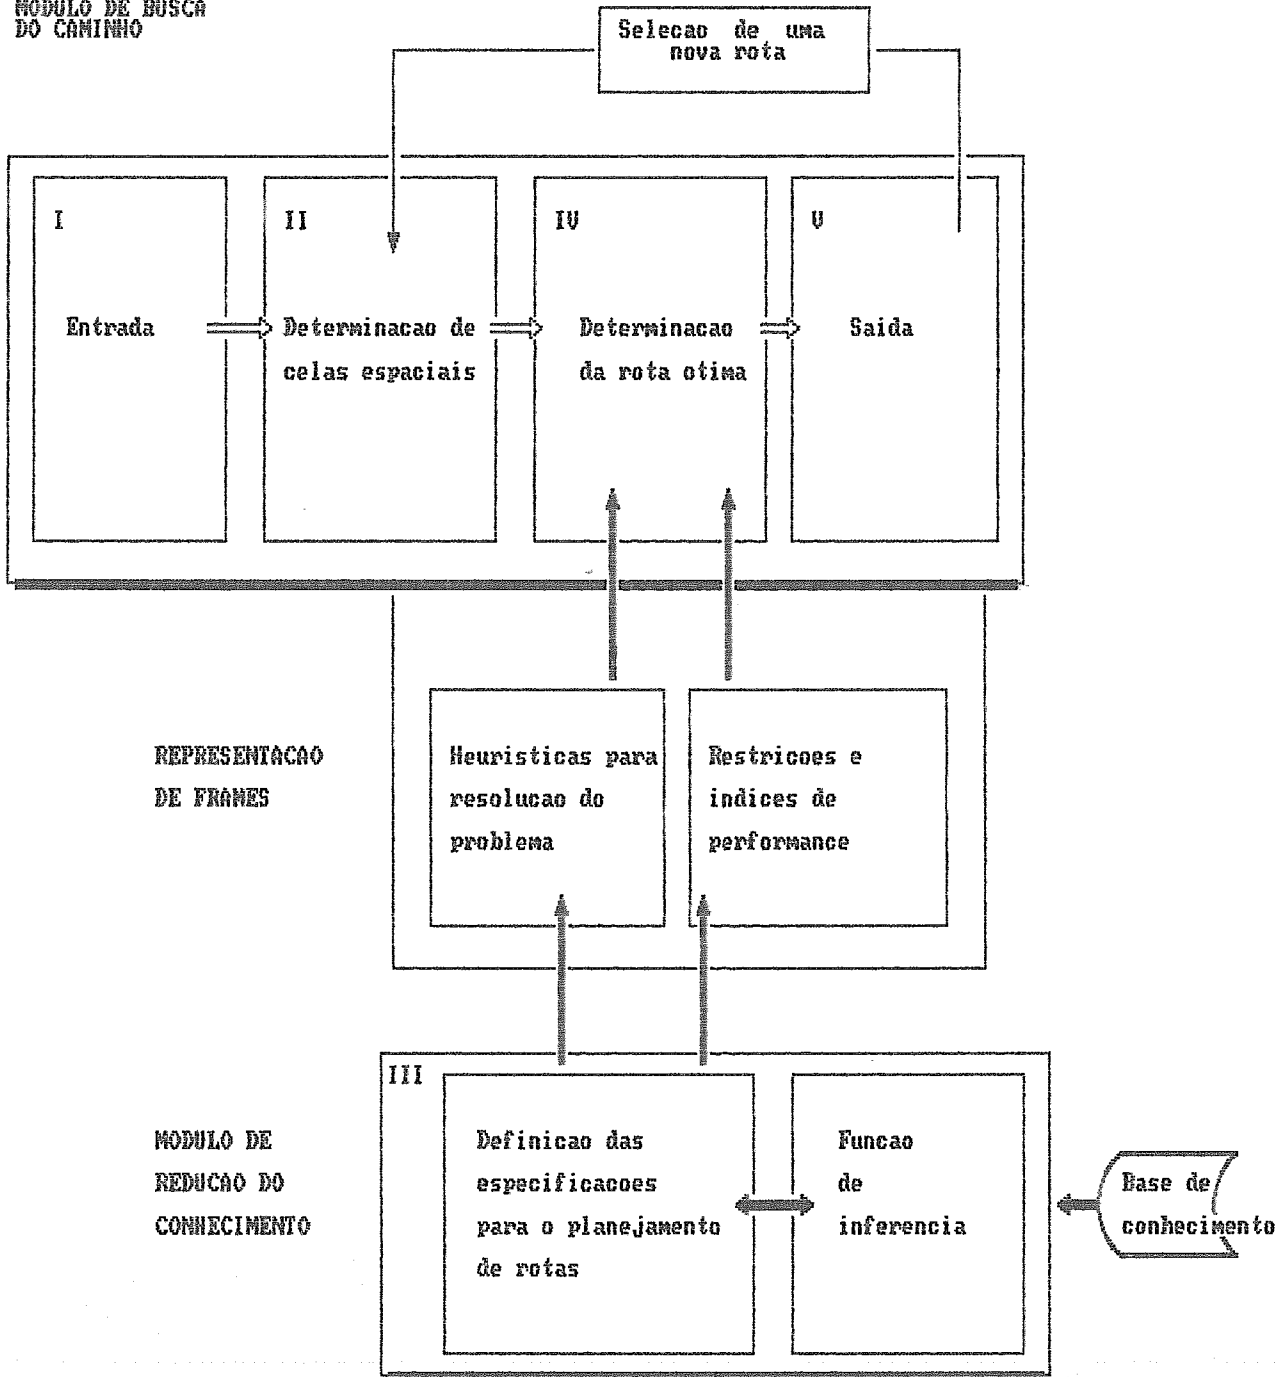 MODULO DE BUSCA
DO CAMINHO
Selecao de uma
nova rota
I
II
IV
V
Entrada
Determinacao de
celas espaciais
Determinacao
da rota otima
Saida
REPRESENTACAO
DE FRAMES
Heuristicas para
resolucao do
problema
Restricoes e
indices de
performance
III
MODULO DE
REDUCAO DO
CONHECIMENTO
Definicao das
especificacoes
para o planejamento
de rotas
Funcao
de
inferencia
Base de
conhecimento